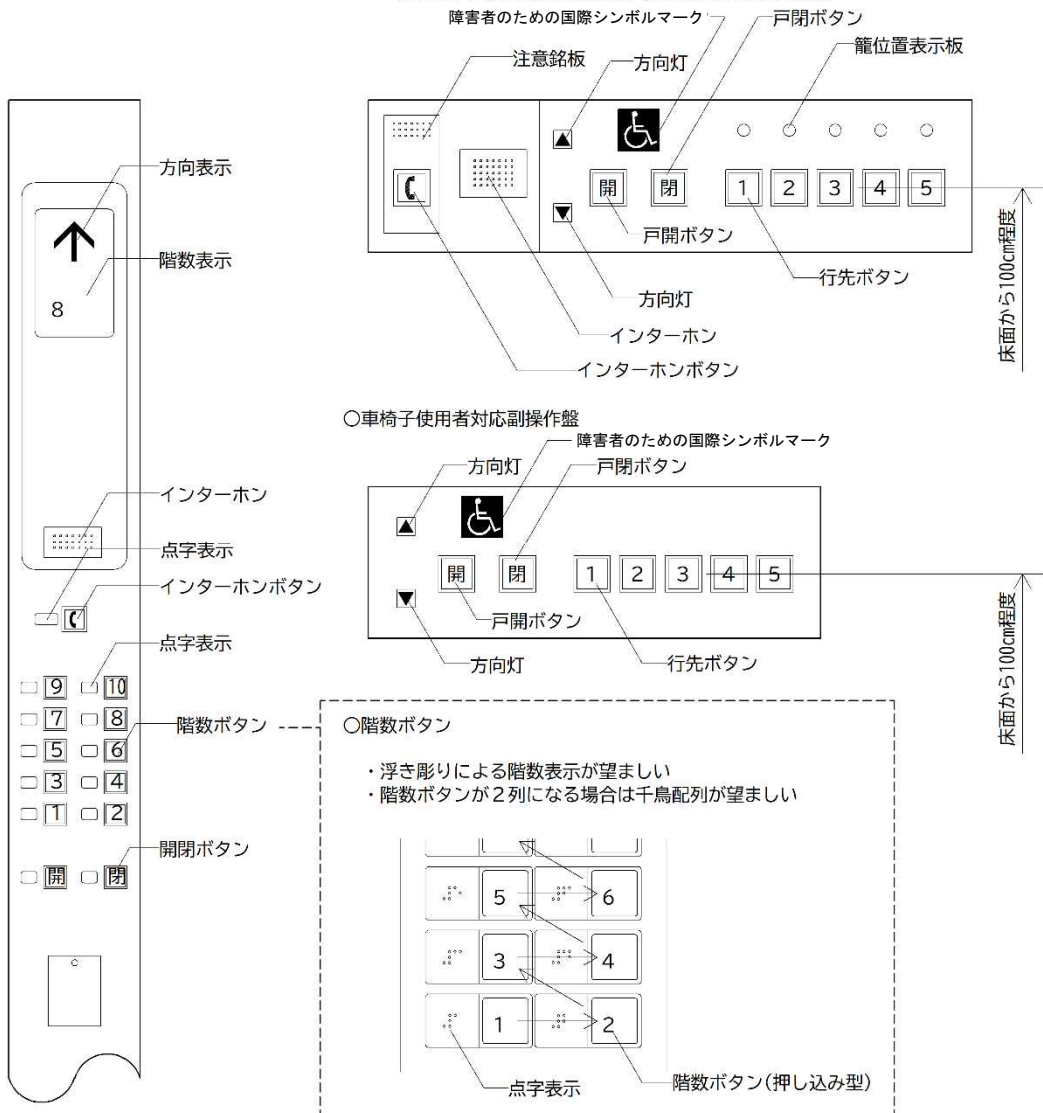 障害者のための国際シンボルマーク
戸閉ボタン
注意銘板
方向灯
籠位置表示板
開
閉
1
2
3
4
5
戸開ボタン
行先ボタン
方向灯
インターホン
インターホンボタン
床面から100cm程度
方向表示
階数表示
8
インターホン
点字表示
インターホンボタン
点字表示
9
10
7
8
階数ボタン
5
6
3
4
1
2
開閉ボタン
開
閉
○車椅子使用者対応副操作盤
障害者のための国際シンボルマーク
方向灯
戸閉ボタン
開
閉
1
2
3
4
5
戸開ボタン
方向灯
行先ボタン
床面から100cm程度
○階数ボタン
・浮き彫りによる階数表示が望ましい
・階数ボタンが２列になる場合は千鳥配列が望ましい
5
6
3
4
1
2
点字表示
階数ボタン(押し込み型)